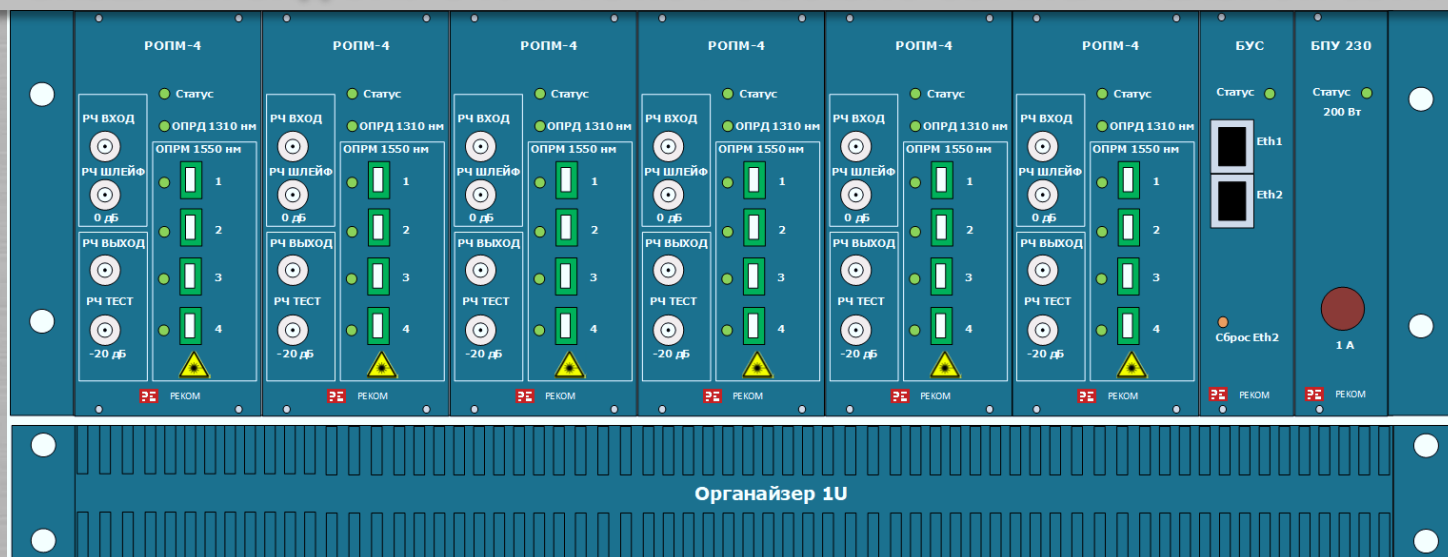 РОПМ-4
Статус
ОПРД 1310 нм
РЧ ВХОД
РЧ ШЛЕЙФ
0 дБ
РЧ ВЫХОД
РЧ ТЕСТ
-20 дБ
ОПРМ 1550 нм
1
2
3
4
РЕКОМ
РОПМ-4
Статус
ОПРД 1310 нм
РЧ ВХОД
РЧ ШЛЕЙФ
0 дБ
РЧ ВЫХОД
РЧ ТЕСТ
-20 дБ
ОПРМ 1550 нм
1
2
3
4
РЕКОМ
РОПМ-4
Статус
ОПРД 1310 нм
РЧ ВХОД
РЧ ШЛЕЙФ
0 дБ
РЧ ВЫХОД
РЧ ТЕСТ
-20 дБ
ОПРМ 1550 нм
1
2
3
4
РЕКОМ
РОПМ-4
Статус
ОПРД 1310 нм
РЧ ВХОД
РЧ ШЛЕЙФ
0 дБ
РЧ ВЫХОД
РЧ ТЕСТ
-20 дБ
ОПРМ 1550 нм
1
2
3
4
РЕКОМ
РОПМ-4
Статус
ОПРД 1310 нм
РЧ ВХОД
РЧ ШЛЕЙФ
0 дБ
РЧ ВЫХОД
РЧ ТЕСТ
-20 дБ
ОПРМ 1550 нм
1
2
3
4
РЕКОМ
РОПМ-4
Статус
ОПРД 1310 нм
РЧ ВХОД
РЧ ШЛЕЙФ
0 дБ
РЧ ВЫХОД
РЧ ТЕСТ
-20 дБ
ОПРМ 1550 нм
1
2
3
4
РЕКОМ
БУС
Статус
Eth1
Eth2
Сброс Eth2
РЕКОМ
БПУ 230
Статус
200 Вт
1 А
РЕКОМ
Органайзер 1U